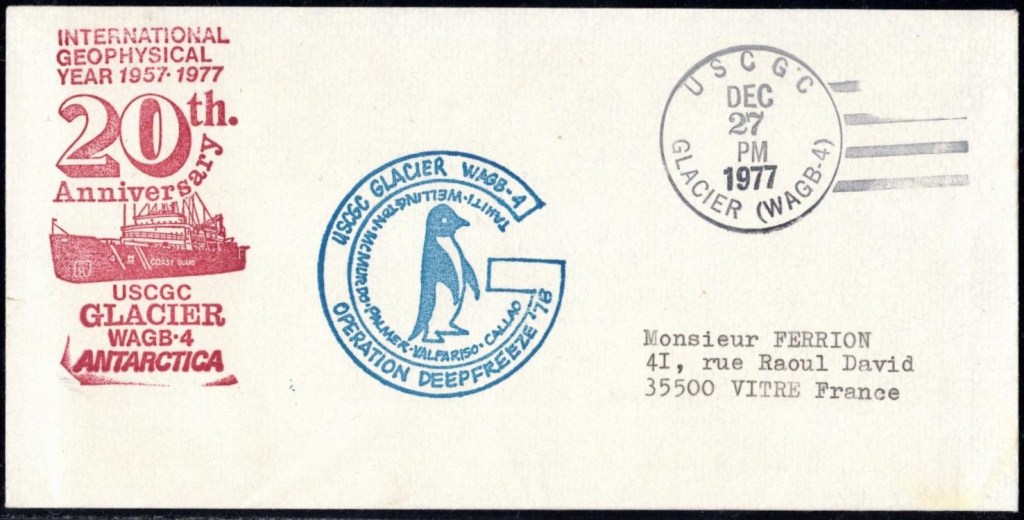 INTERNATIONAL
GEOPHYSICAL
YEAR 1957·1977
20th.
Anniversary
COAST GUARD
USCGC
GLACIER
WAGB·4
ANTARCTICA
USCGC GLACIER WAGB-4
TAHITI·WELLINGTON·MCMURDO·PALMER·VALPARISO·CALLAO
OPERATION DEEPFREEZE '78
USCGC
DEC
27
PM
1977
GLACIER (WAGB-4)
Monsieur FERRION
4I, rue Raoul David
35500 VITRE France